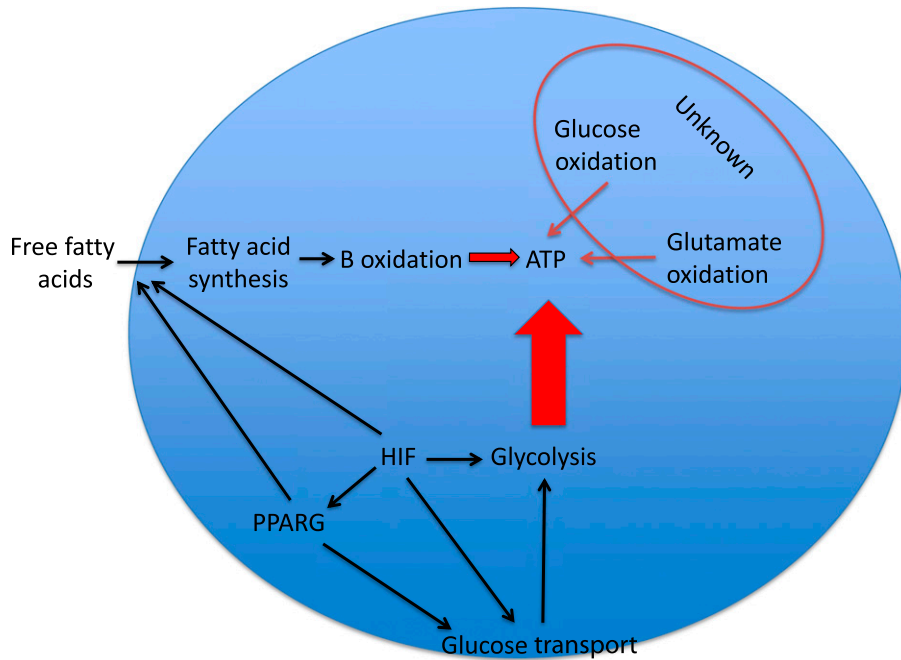 Glucose
oxidation
Unknown
Free fatty
acids
Fatty acid
synthesis
B oxidation
ATP
Glutamate
oxidation
HIF
Glycolysis
PPARG
Glucose transport